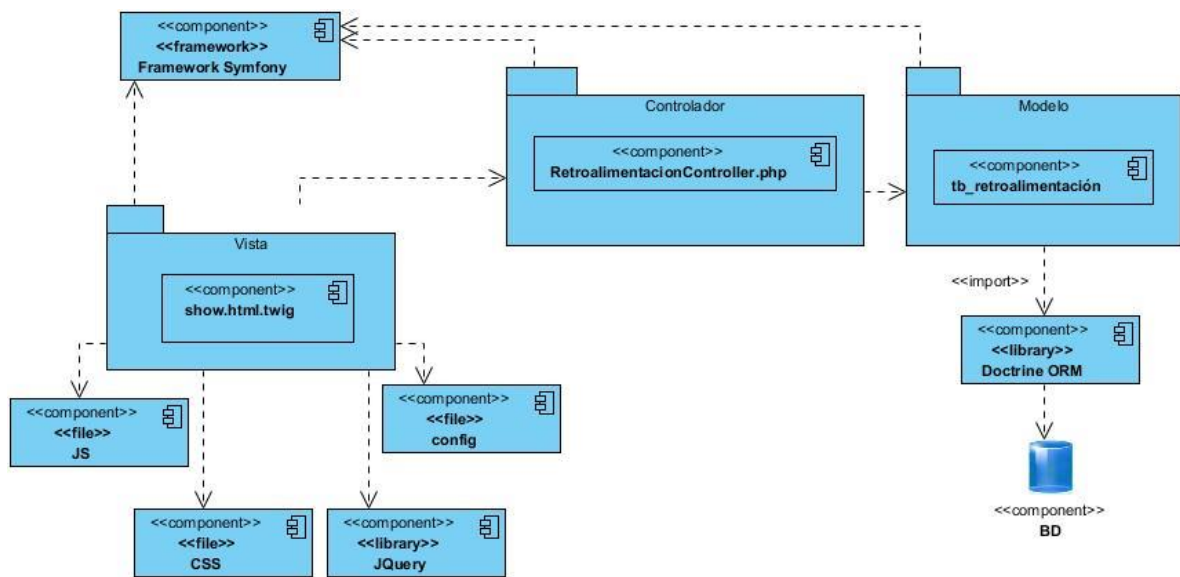 <<component>>
<<framework>>
Framework Symfony
Controlador
<<component>>
RetroalimentacionController.php
Modelo
<<component>>
tb_retroalimentación
Vista
<<component>>
show.html.twig
<<import>>
<<component>>
<<library>>
Doctrine ORM
<<component>>
<<file>>
JS
<<component>>
<<file>>
config
<<component>>
<<file>>
CSS
<<component>>
<<library>>
JQuery
<<component>>
BD